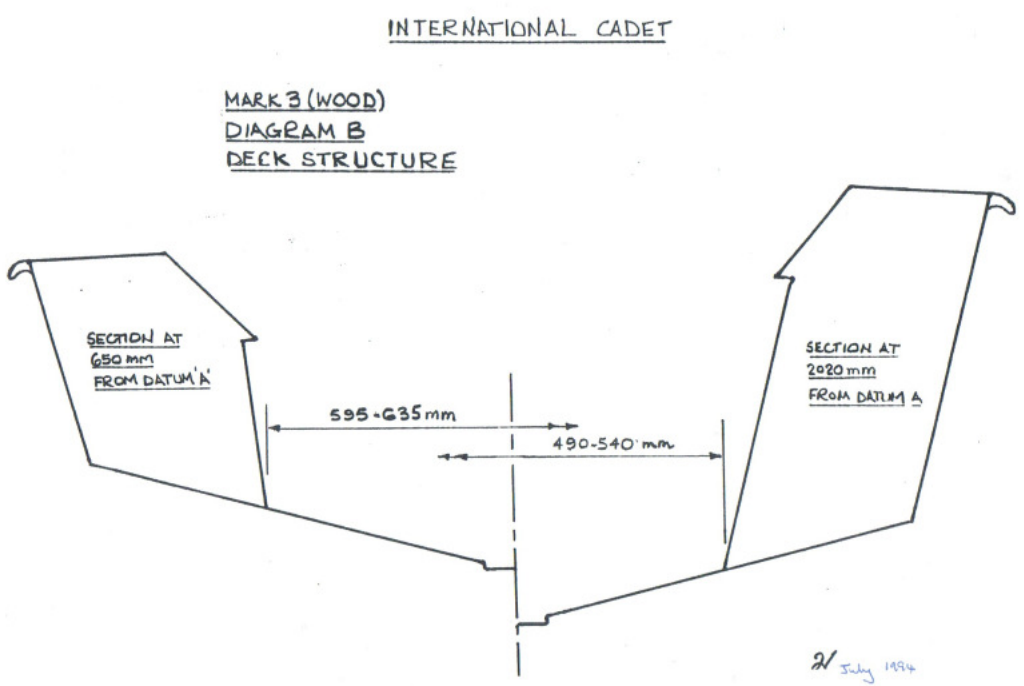 INTERNATIONAL CADET
MARK 3 (WOOD)
DIAGRAM B
DECK STRUCTURE
SECTION AT
650 mm
FROM DATUM 'A'
595-635 mm
490-540 mm
SECTION AT
2020 mm
FROM DATUM A
21 July 1994